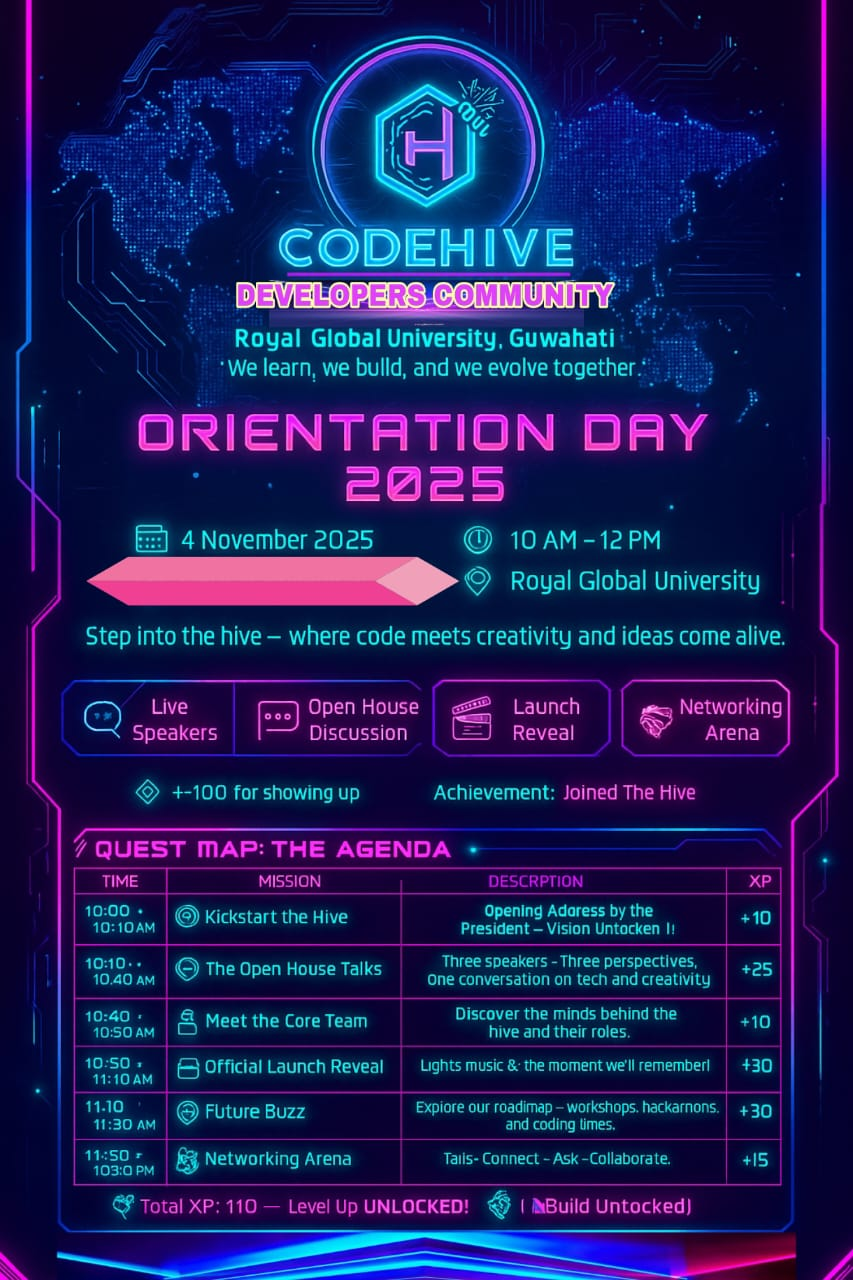 H
CODEHIVE
DEVELOPERS COMMUNITY
Royal Global University, Guwahati
'We learn, we build, and we evolve together.'
ORIENTATION DAY
2025
4 November 2025
10 AM – 12 PM
Royal Global University
Step into the hive – where code meets creativity and ideas come alive.
Live
Speakers
Open House
Discussion
Launch
Reveal
Networking
Arena
+-100 for showing up
Achievement: Joined The Hive
QUEST MAP: THE AGENDA
TIME MISSION DESCRPTION XP
10:00 -
10:10 AM
Kickstart the Hive
Opening Adaress by the
President – Vision Untocken I!
+10
10:10 --
10.40 AM
The Open House Talks
Three speakers - Three perspectives,
One conversation on tech and creativity
+25
10:40 -
10:50 AM
Meet the Core Team
Discover the minds behind the
hive and their roles.
+10
10:50 -
11:10 AM
Official Launch Reveal
Lights music &· the moment we'll remember!
+30
11.10
11:30 AM
Future Buzz
Expiore our roadmap – workshops. hackarnons.
and coding limes.
+30
11:50 -
103:0 PM
Networking Arena
Tails- Connect - Ask -Collaborate.
+15
Total XP: 110 — Level Up UNLOCKED!
( Build Untocked)